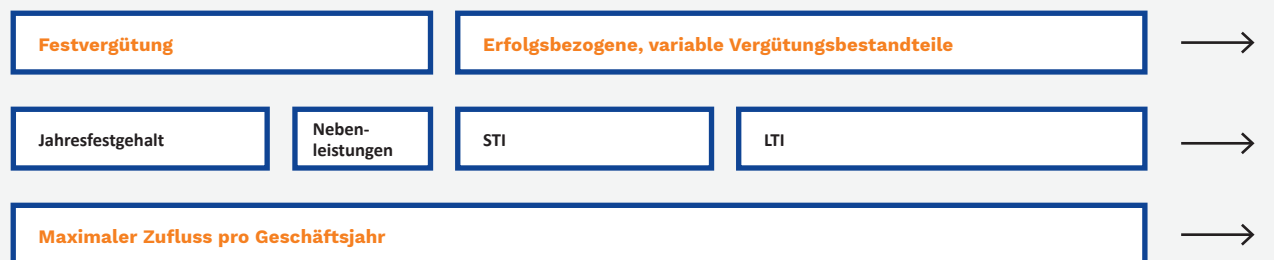 Festvergütung
Erfolgsbezogene, variable Vergütungsbestandteile
Jahresfestgehalt
Neben-
leistungen
STI
LTI
Maximaler Zufluss pro Geschäftsjahr